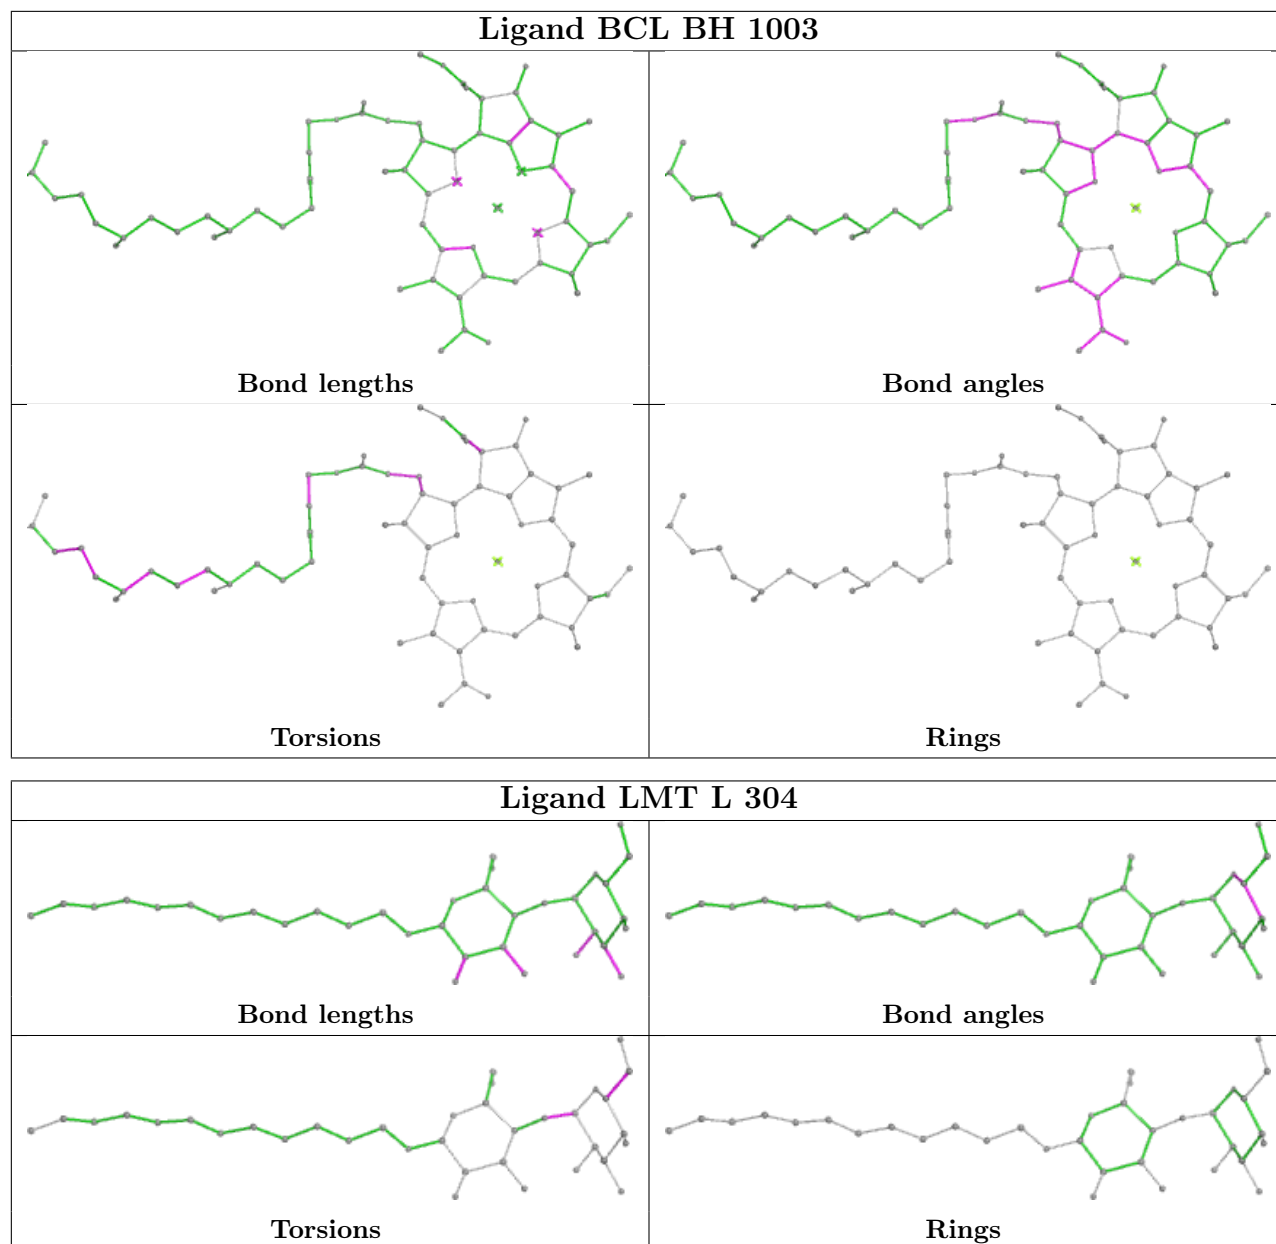 Ligand BCL BH 1003
Bond lengths
Bond angles
Torsions
Rings
Ligand LMT L 304
Bond lengths
Bond angles
Torsions
Rings